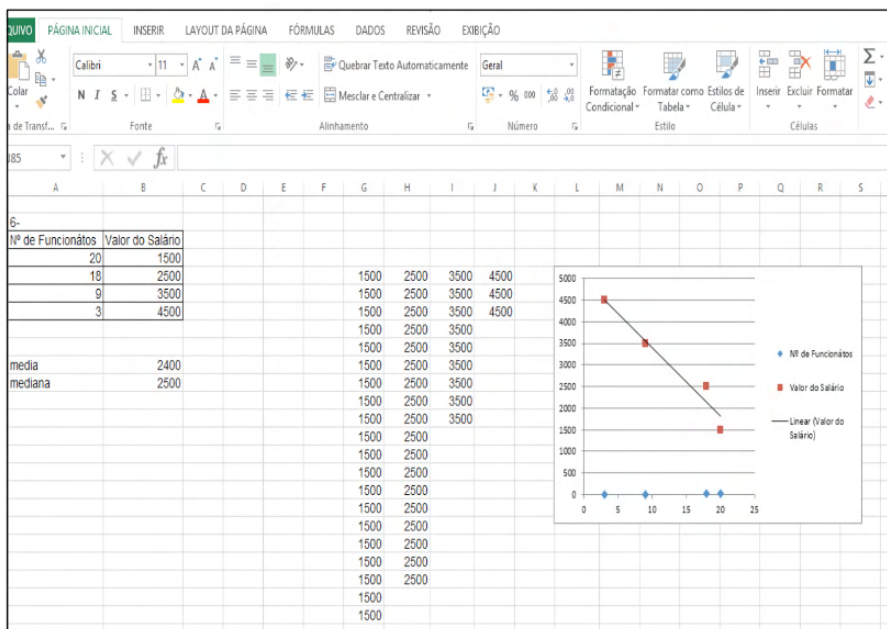 QUIVO PÁGINA INICIAL INSERIR LAYOUT DA PÁGINA FÓRMULAS DADOS REVISÃO EXIBIÇÃO
Calibri 11 A A Quebrar Texto Automaticamente Geral
Colar N I S A Mesclar e Centralizar % 000 Formatação Condicional Formatar como Tabela Estilos de Célula Inserir Excluir Formatar Σ
a de Transf... Fonte Alinhamento Número Estilo Células
J85 fx
A B C D E F G H I J K L M N O P Q R S
6-
Nº de Funcionátos Valor do Salário
20 1500
18 2500 1500 2500 3500 4500
9 3500 1500 2500 3500 4500
3 4500 1500 2500 3500 4500
1500 2500 3500
1500 2500 3500
media 2400 1500 2500 3500
mediana 2500 1500 2500 3500
1500 2500 3500
1500 2500 3500
1500 2500
1500 2500
1500 2500
1500 2500
1500 2500
1500 2500
1500 2500
1500 2500
1500 2500
1500
1500
5000
4500
4000
3500
3000
2500
2000
1500
1000
500
0
0 5 10 15 20 25
Nº de Funcionátos
Valor do Salário
Linear (Valor do
Salário)